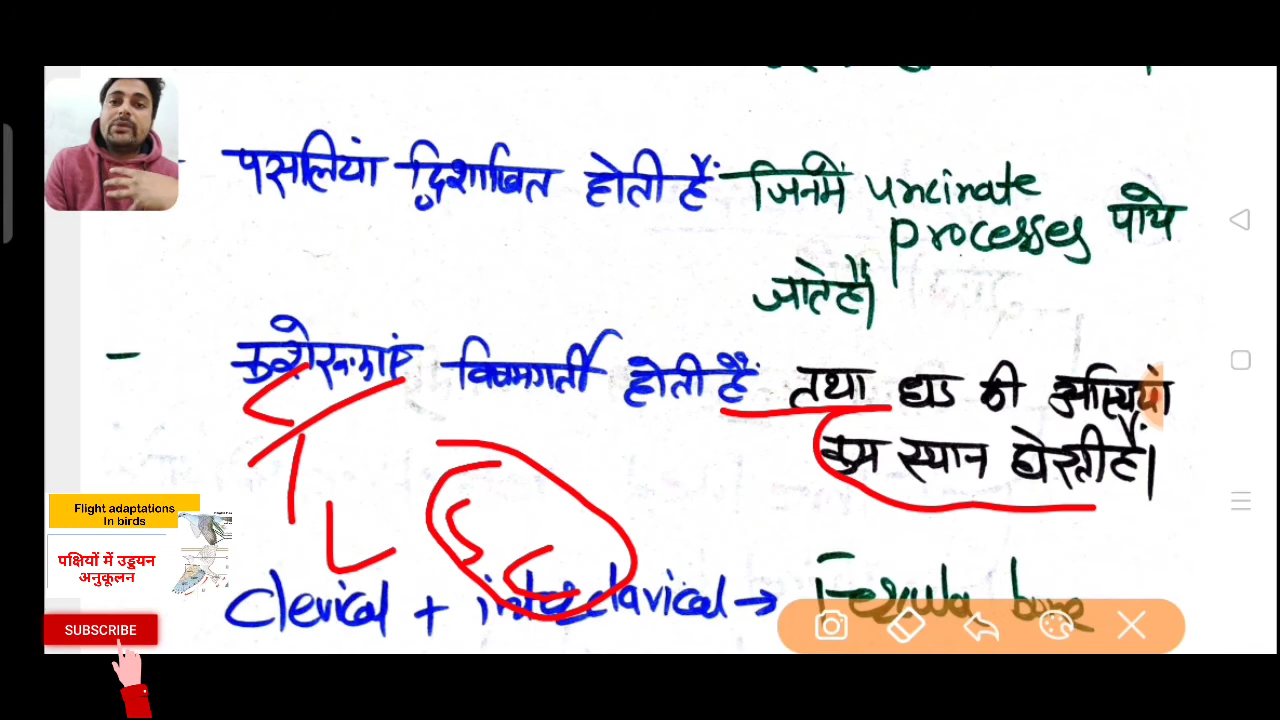 पसलियां द्विशाखित होती हैं जिनमें uncinate
processes पाये
जाते हैं।
- कशेरूकाएं विषमगर्ती होती हैं तथा धड की अस्थियां
कम स्थान घेरती हैं।
Flight adaptations
In birds
पक्षियों में उड्डयन
अनुकूलन
Clevical + interclavical → Fercula bone
SUBSCRIBE